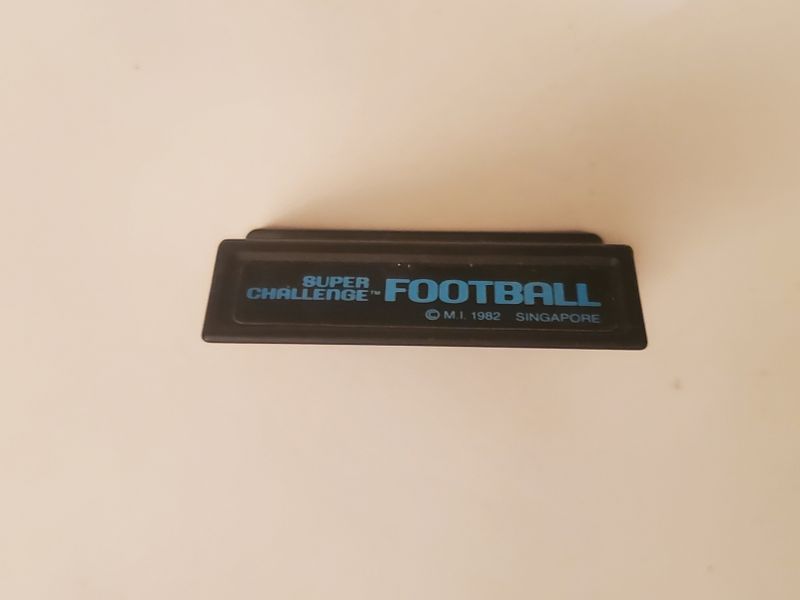 SUPER
CHALLENGE™ FOOTBALL
© M.I. 1982 SINGAPORE